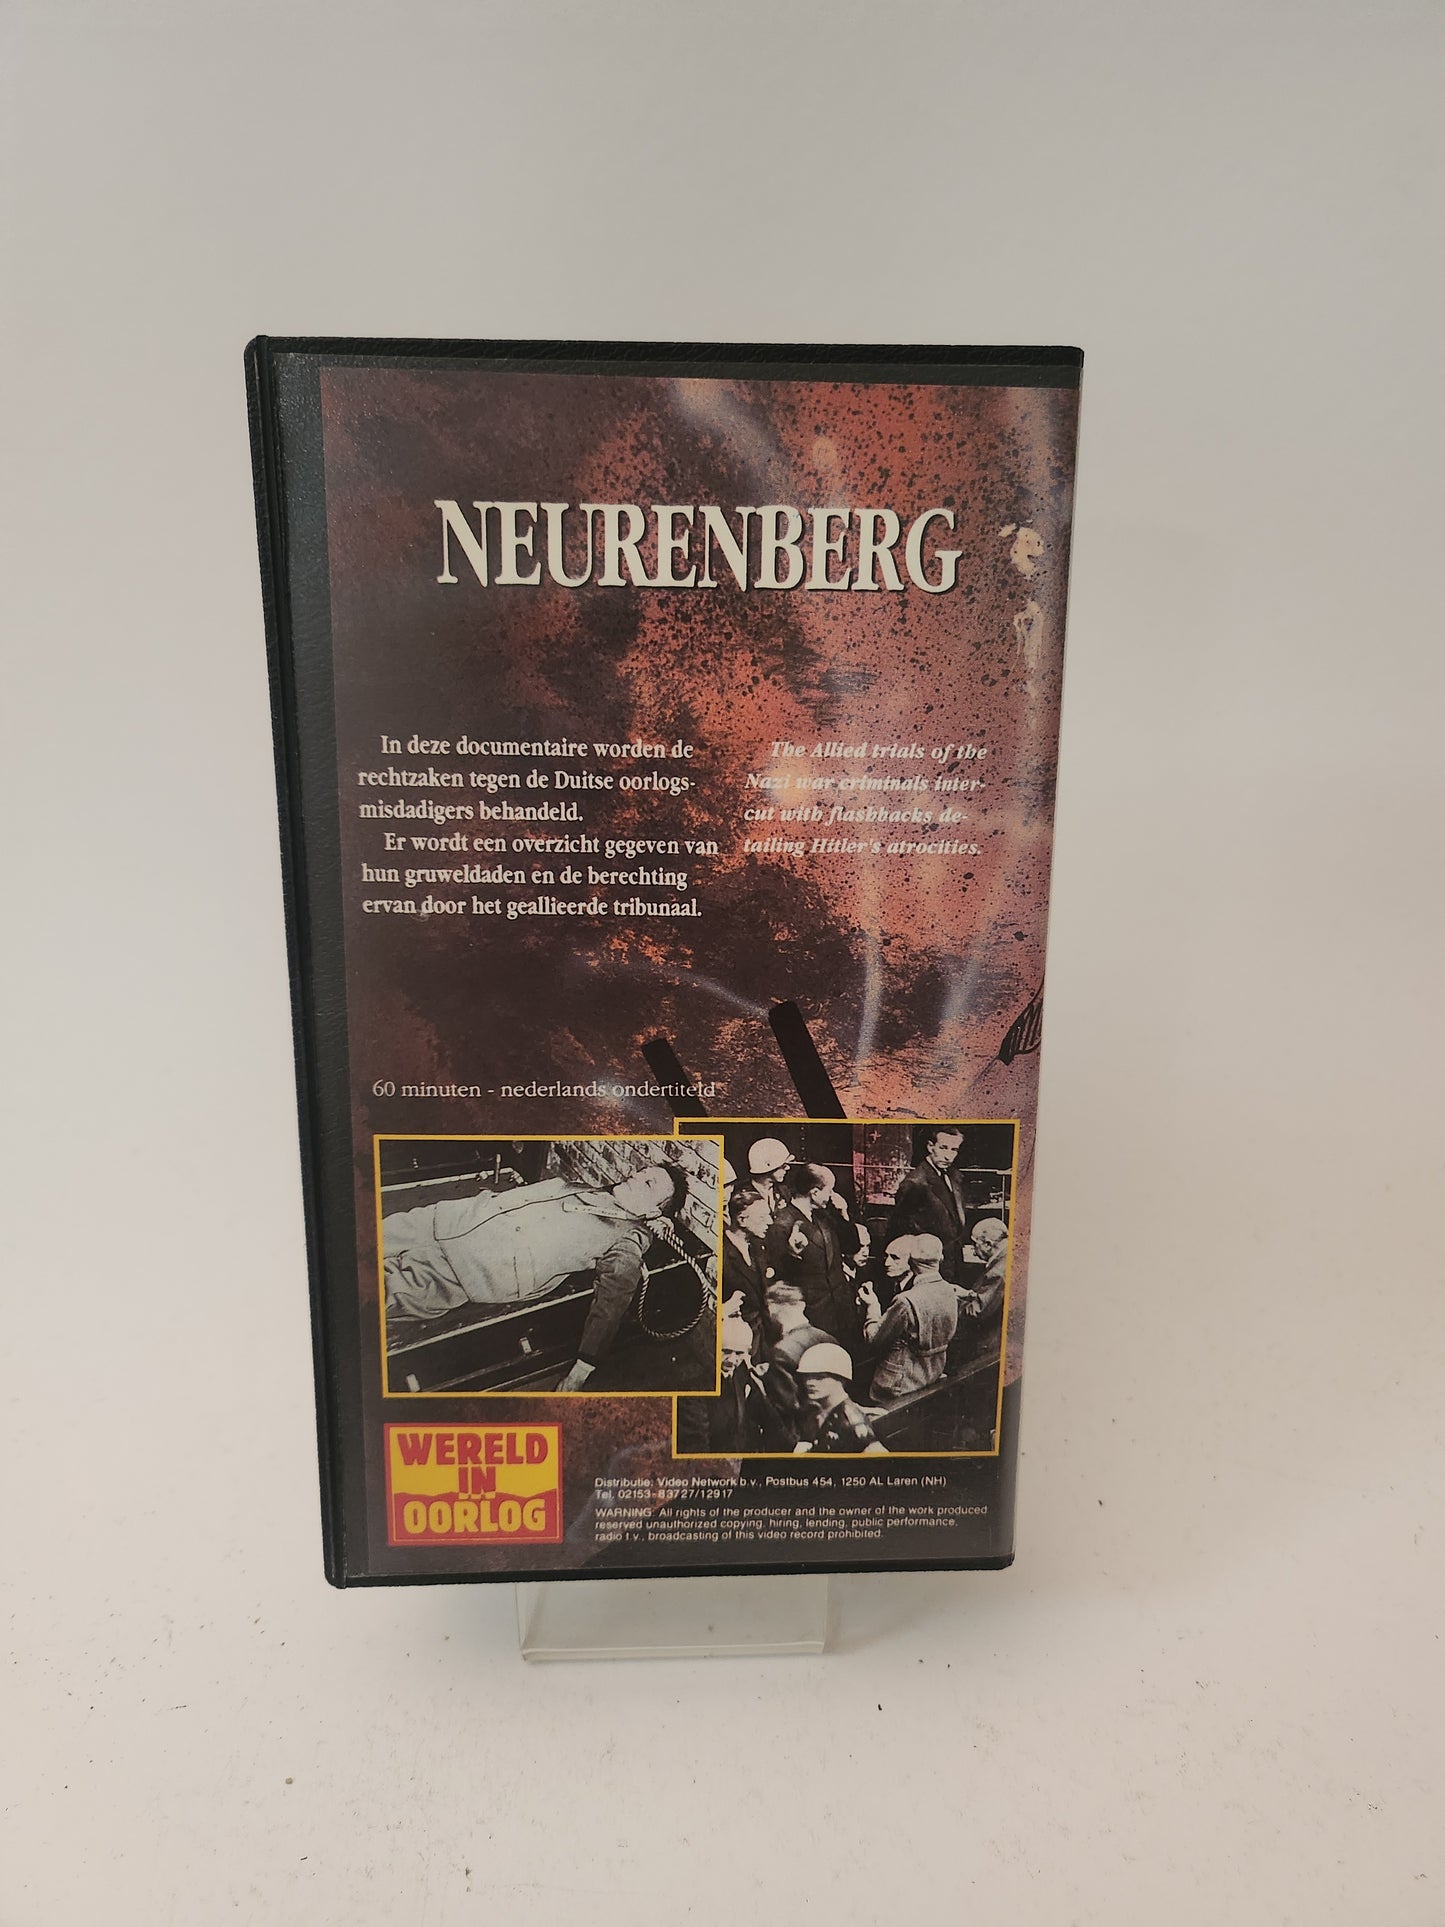 NEURENBERG
In deze documentaire worden de
rechtzaken tegen de Duitse oorlogs-
misdadigers behandeld.
Er wordt een overzicht gegeven van
hun gruweldaden en de berechting
ervan door het geallieerde tribunaal.
The Allied trials of the
Nazi war criminals inter-
cut with flashbacks de-
tailing Hitler's atrocities.
60 minuten - nederlands ondertiteld
WERELD
IN
OORLOG
Distributie: Video Network b.v., Postbus 454, 1250 AL Laren (NH)
Tel. 02153-83727/12917
WARNING: All rights of the producer and the owner of the work produced
reserved unauthorized copying, hiring, lending, public performance,
radio t.v., broadcasting of this video record prohibited.